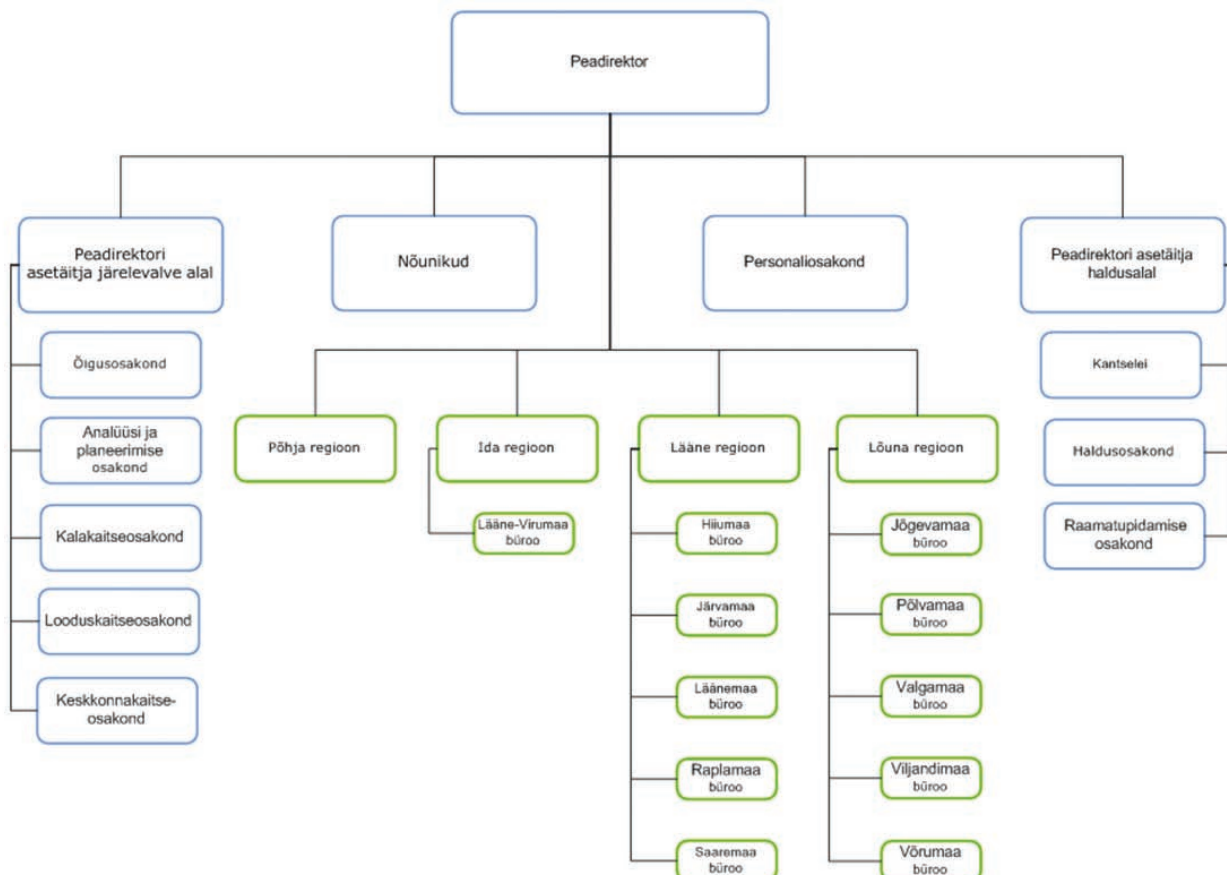 Peadirektor
Peadirektori
asetäitja järelevalve alal
Nõunikud
Personaliosakond
Peadirektori asetäitja
haldusalal
Õigusosakond
Analüüsi ja
planeerimise
osakond
Kalakaitseosakond
Looduskaitseosakond
Keskkonnakaitse-
osakond
Põhja regioon
Ida regioon
Lääne-Virumaa
büroo
Lääne regioon
Hiiumaa
büroo
Järvamaa
büroo
Läänemaa
büroo
Raplamaa
büroo
Saaremaa
büroo
Lõuna regioon
Jõgevamaa
büroo
Põlvamaa
büroo
Valgamaa
büroo
Viljandimaa
büroo
Võrumaa
büroo
Kantselei
Haldusosakond
Raamatupidamise
osakond